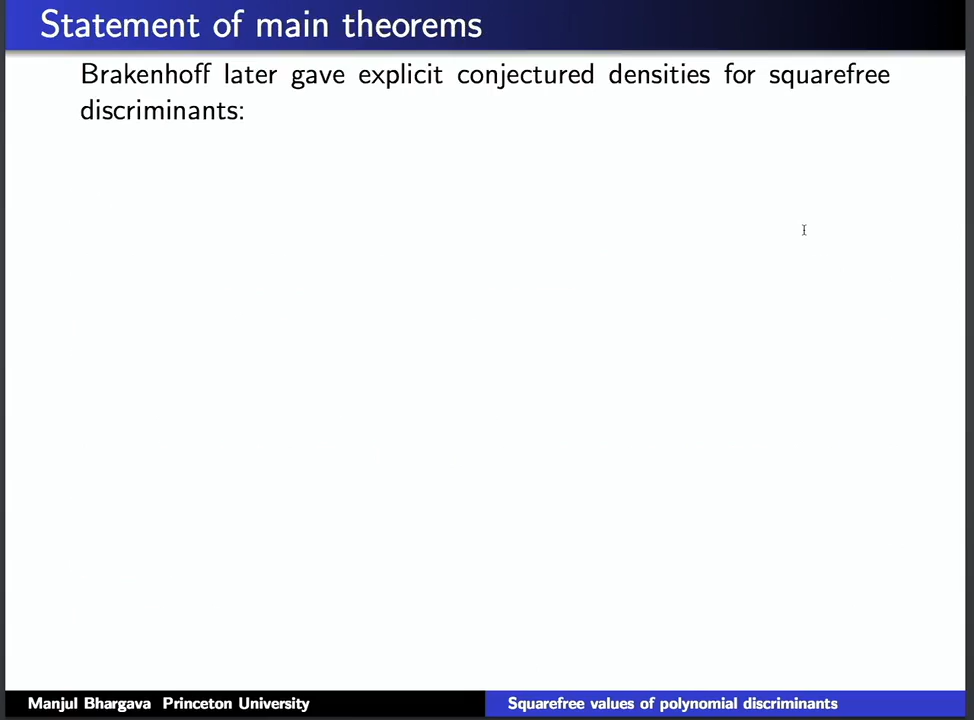 Statement of main theorems
Brakenhoff later gave explicit conjectured densities for squarefree
discriminants:
Manjul Bhargava Princeton University
Squarefree values of polynomial discriminants